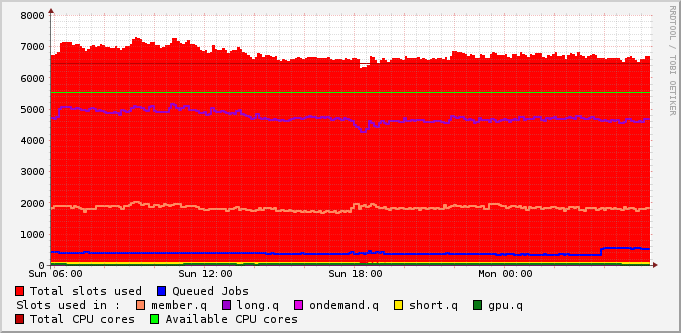 RRDTOOL / TOBI OETIKER
8000
7000
6000
5000
4000
3000
2000
1000
0
Sun 06:00 Sun 12:00 Sun 18:00 Mon 00:00
Total slots used Queued Jobs
Slots used in : member.q long.q ondemand.q short.q gpu.q
Total CPU cores Available CPU cores